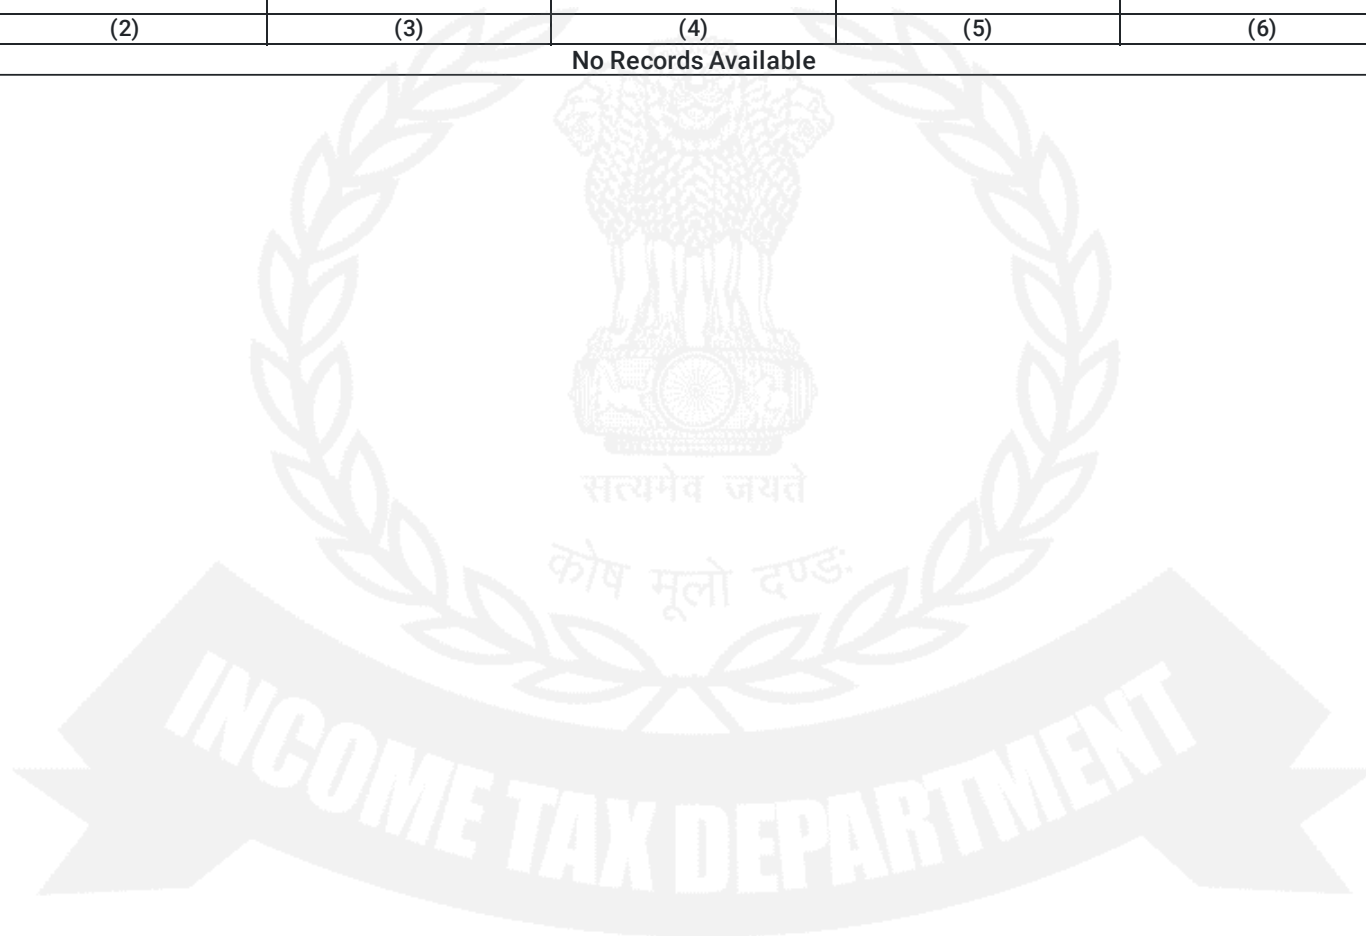 (2) (3) (4) (5) (6)
No Records Available
सत्यमेव जयते
कोष मूलो दण्डः
INCOME TAX DEPARTMENT